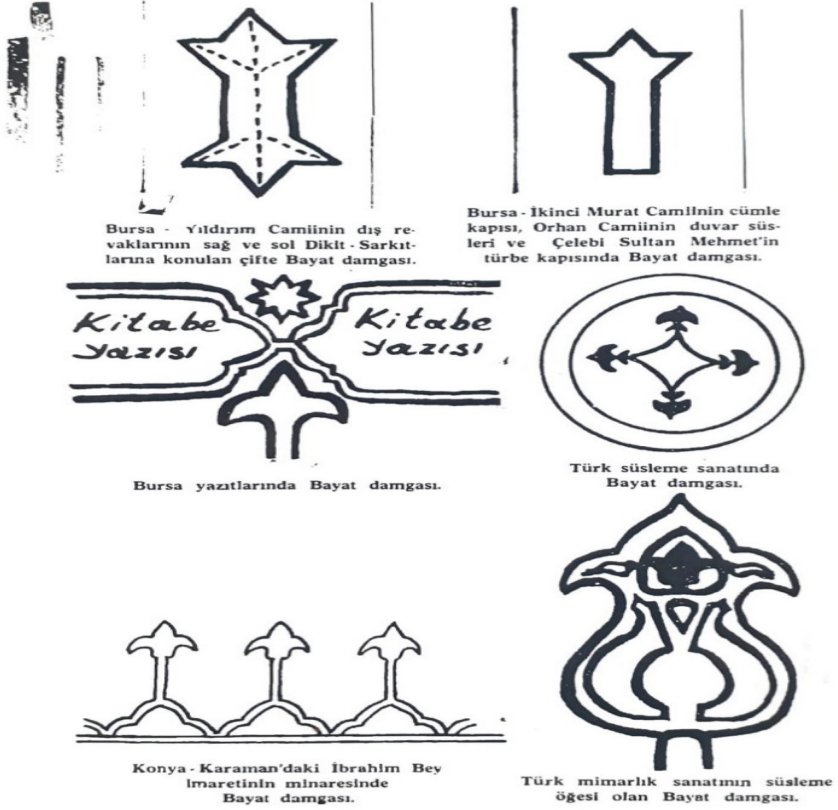 Bursa - Yıldırım Camiinin dış re-
vaklarının sağ ve sol Dikit - Sarkıt-
larına konulan çifte Bayat damgası.
Bursa - İkinci Murat Camiinin cümle
kapısı, Orhan Camiinin duvar süs-
leri ve Çelebi Sultan Mehmet'in
türbe kapısında Bayat damgası.
Kitabe
yazısı
Kitabe
yazısı
Bursa yazıtlarında Bayat damgası.
Türk süsleme sanatında
Bayat damgası.
Konya - Karaman'daki İbrahim Bey
imaretinin minaresinde
Bayat damgası.
Türk mimarlık sanatının süsleme
öğesi olan Bayat damgası.